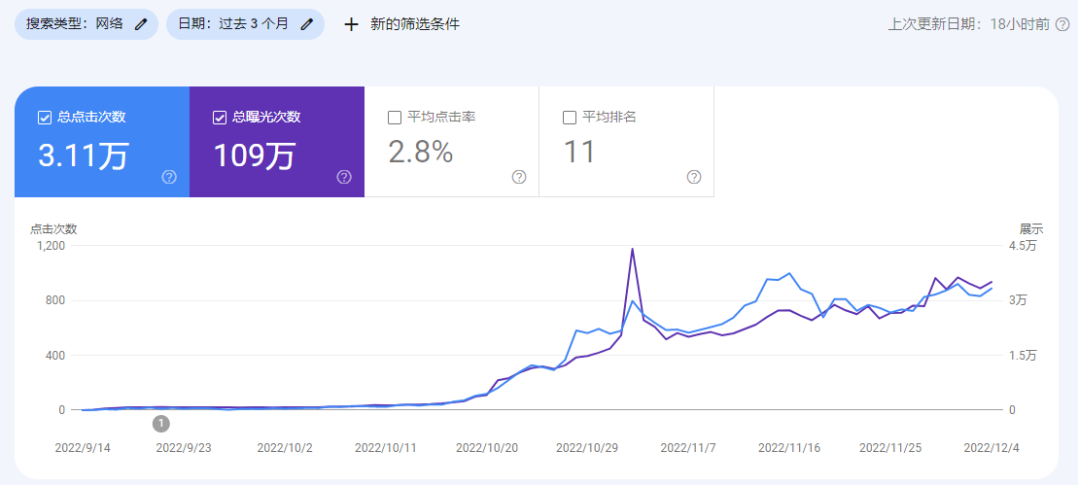 搜索类型：网络 日期：过去 3 个月 新的筛选条件 上次更新日期：18小时前
总点击次数 总曝光次数 平均点击率 平均排名
3.11万 109万 2.8% 11
点击次数 展示
1,200 4.5万
800 3万
400 1.5万
0 0
1
2022/9/14 2022/9/23 2022/10/2 2022/10/11 2022/10/20 2022/10/29 2022/11/7 2022/11/16 2022/11/25 2022/12/4